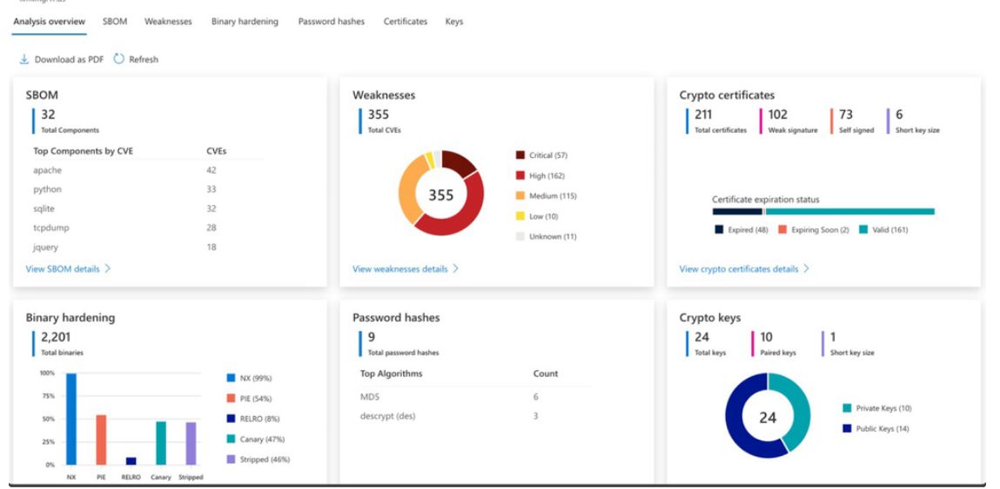 Analysis overview SBOM Weaknesses Binary hardening Password hashes Certificates Keys
Download as PDF Refresh
SBOM
32
Total Components
Top Components by CVE CVEs
apache 42
python 33
sqlite 32
tcpdump 28
jquery 18
View SBOM details
Weaknesses
355
Total CVEs
355
Critical (57)
High (162)
Medium (115)
Low (10)
Unknown (11)
View weaknesses details
Crypto certificates
211 102 73 6
Total certificates Weak signature Self signed Short key size
Certificate expiration status
Expired (48) Expiring Soon (2) Valid (161)
View crypto certificates details
Binary hardening
2,201
Total binaries
100%
75%
50%
25%
0%
NX PIE RELRO Canary Stripped
NX (99%)
PIE (54%)
RELRO (8%)
Canary (47%)
Stripped (46%)
Password hashes
9
Total password hashes
Top Algorithms Count
MD5 6
descrypt (des) 3
Crypto keys
24 10 1
Total keys Paired keys Short key size
24
Private Keys (10)
Public Keys (14)